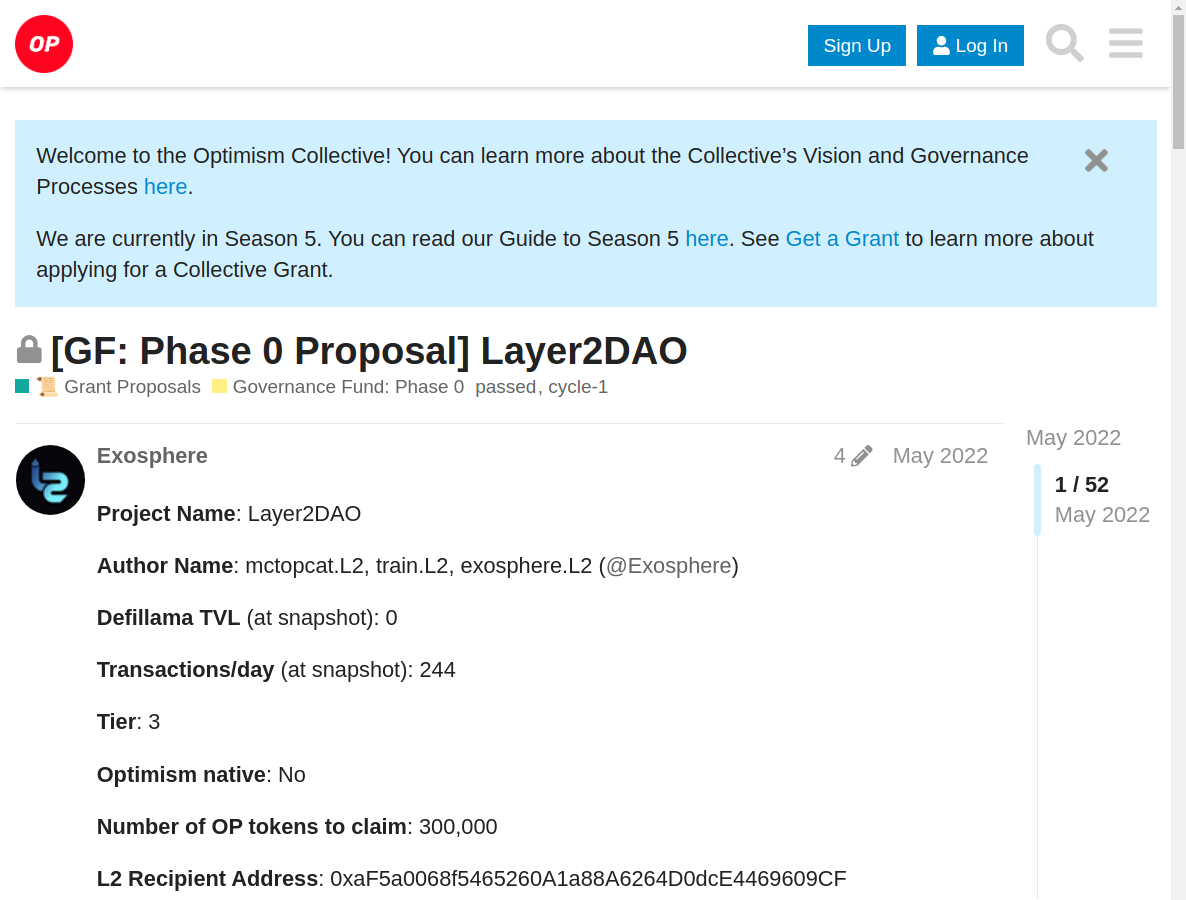 OP
Sign Up
Log In
Welcome to the Optimism Collective! You can learn more about the Collective’s Vision and Governance
Processes here.
We are currently in Season 5. You can read our Guide to Season 5 here. See Get a Grant to learn more about
applying for a Collective Grant.
[GF: Phase 0 Proposal] Layer2DAO
📜 Grant Proposals Governance Fund: Phase 0 passed, cycle-1
Exosphere
4
May 2022
May 2022
1 / 52
May 2022
Project Name: Layer2DAO
Author Name: mctopcat.L2, train.L2, exosphere.L2 (@Exosphere)
Defillama TVL (at snapshot): 0
Transactions/day (at snapshot): 244
Tier: 3
Optimism native: No
Number of OP tokens to claim: 300,000
L2 Recipient Address: 0xaF5a0068f5465260A1a88A6264D0dcE4469609CF